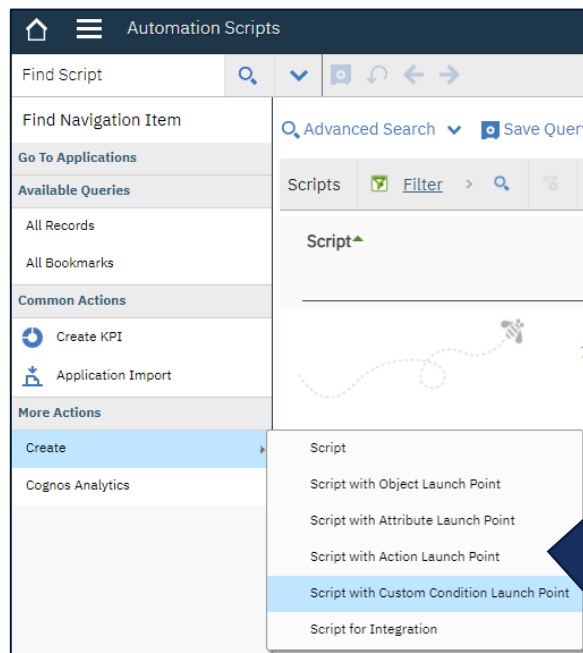 Automation Scripts
Find Script
Find Navigation Item
Go To Applications
Available Queries
All Records
All Bookmarks
Common Actions
Create KPI
Application Import
More Actions
Create
Cognos Analytics
Advanced Search
Save Quer
Scripts Filter >
Script
Script
Script with Object Launch Point
Script with Attribute Launch Point
Script with Action Launch Point
Script with Custom Condition Launch Point
Script for Integration